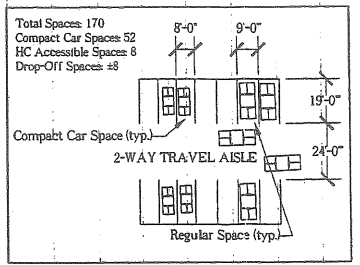 Total Spaces: 170
Compact Car Spaces: 52
HC Accessible Spaces: 8
Drop-Off Spaces: ±8
8'-0"
9'-0"
19'-0"
Compact Car Space (typ.)
2-WAY TRAVEL AISLE
24'-0"
Regular Space (typ.)